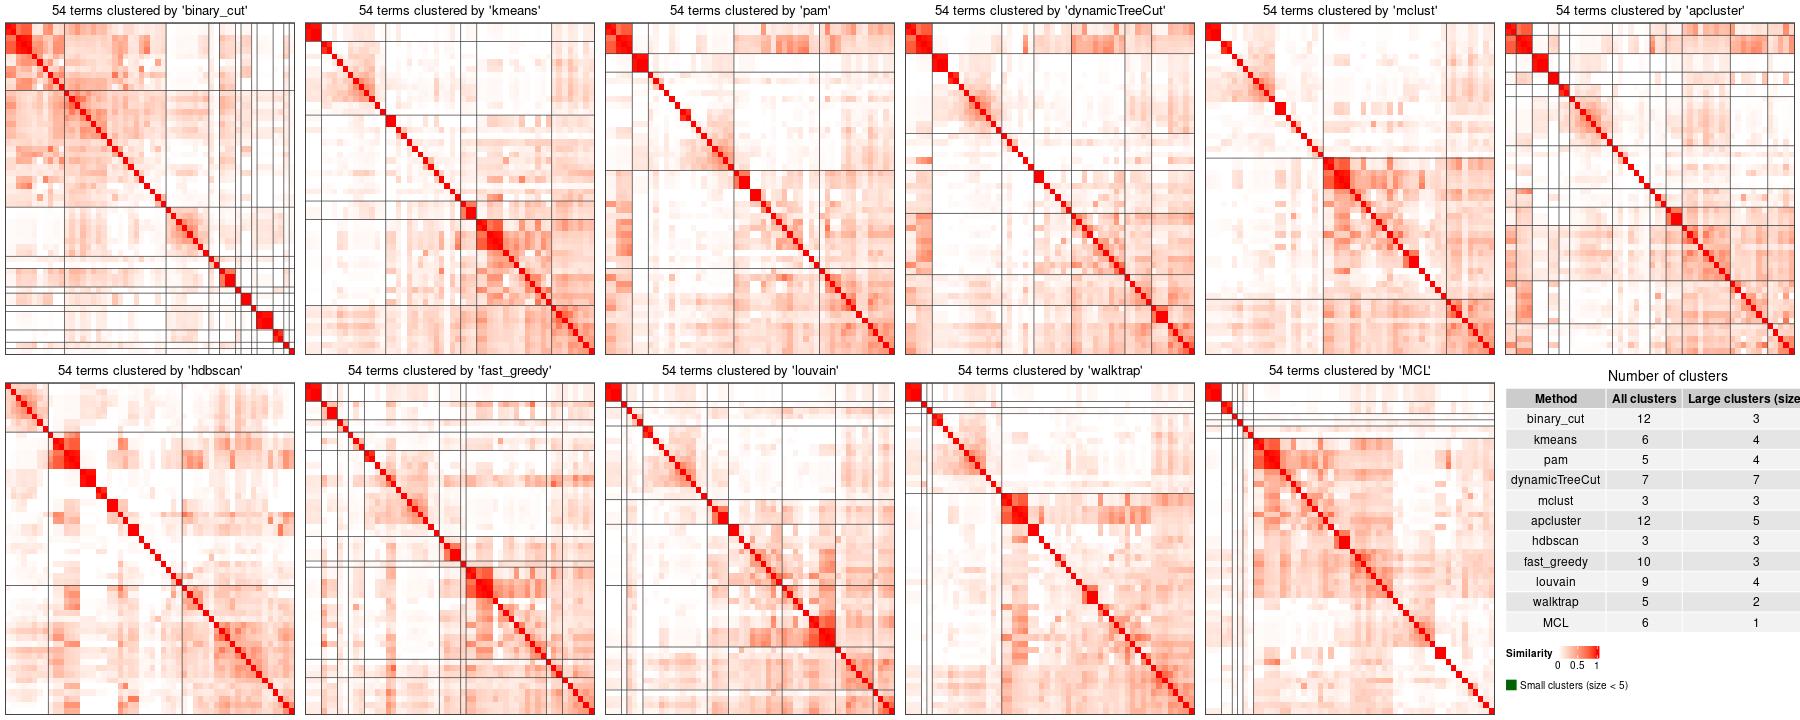 54 terms clustered by 'binary_cut'
54 terms clustered by 'kmeans'
54 terms clustered by 'pam'
54 terms clustered by 'dynamicTreeCut'
54 terms clustered by 'mclust'
54 terms clustered by 'apcluster'
54 terms clustered by 'hdbscan'
54 terms clustered by 'fast_greedy'
54 terms clustered by 'louvain'
54 terms clustered by 'walktrap'
54 terms clustered by 'MCL'
Number of clusters
Method All clusters Large clusters (size
binary_cut 12 3
kmeans 6 4
pam 5 4
dynamicTreeCut 7 7
mclust 3 3
apcluster 12 5
hdbscan 3 3
fast_greedy 10 3
louvain 9 4
walktrap 5 2
MCL 6 1
Similarity
0 0.5 1
Small clusters (size < 5)